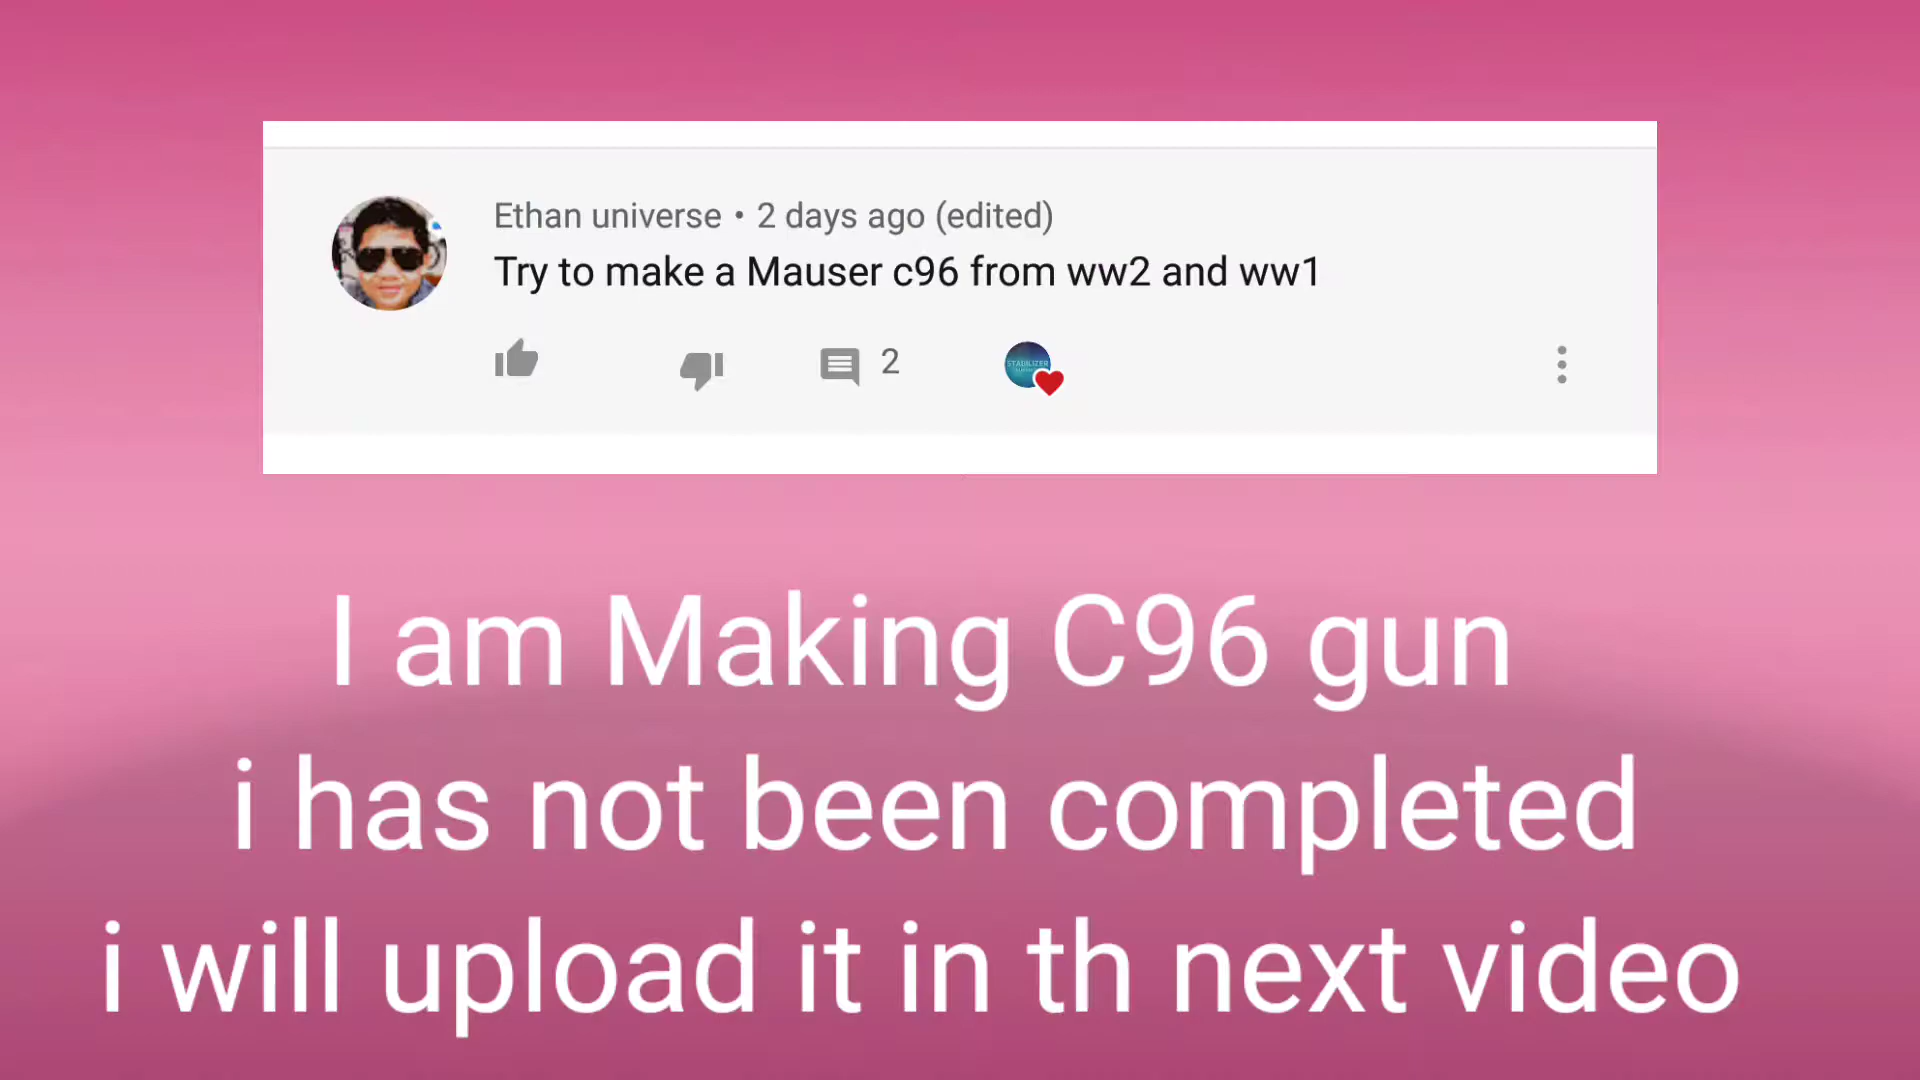 Ethan universe • 2 days ago (edited)
Try to make a Mauser c96 from ww2 and ww1
2
I am Making C96 gun
i has not been completed
i will upload it in th next video